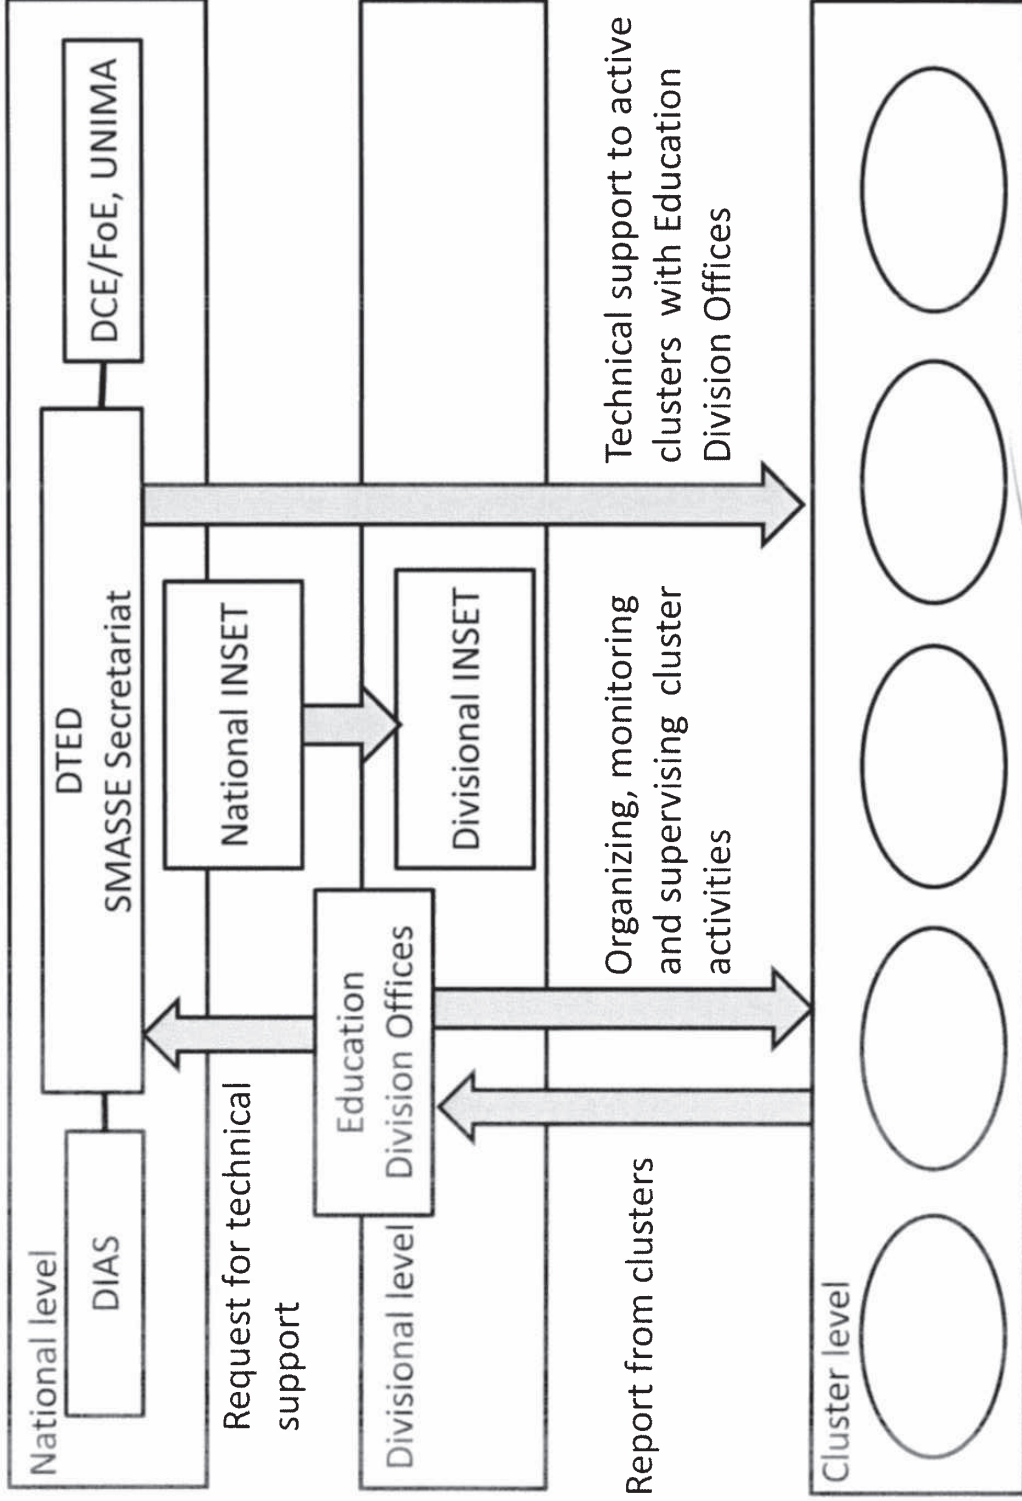 National level
DIAS
DTED
SMASSE Secretariat
DCE/FoE, UNIMA
Request for technical
support
National INSET
Divisional level
Education
Division Offices
Divisional INSET
Report from clusters
Organizing, monitoring
and supervising cluster
activities
Technical support to active
clusters with Education
Division Offices
Cluster level